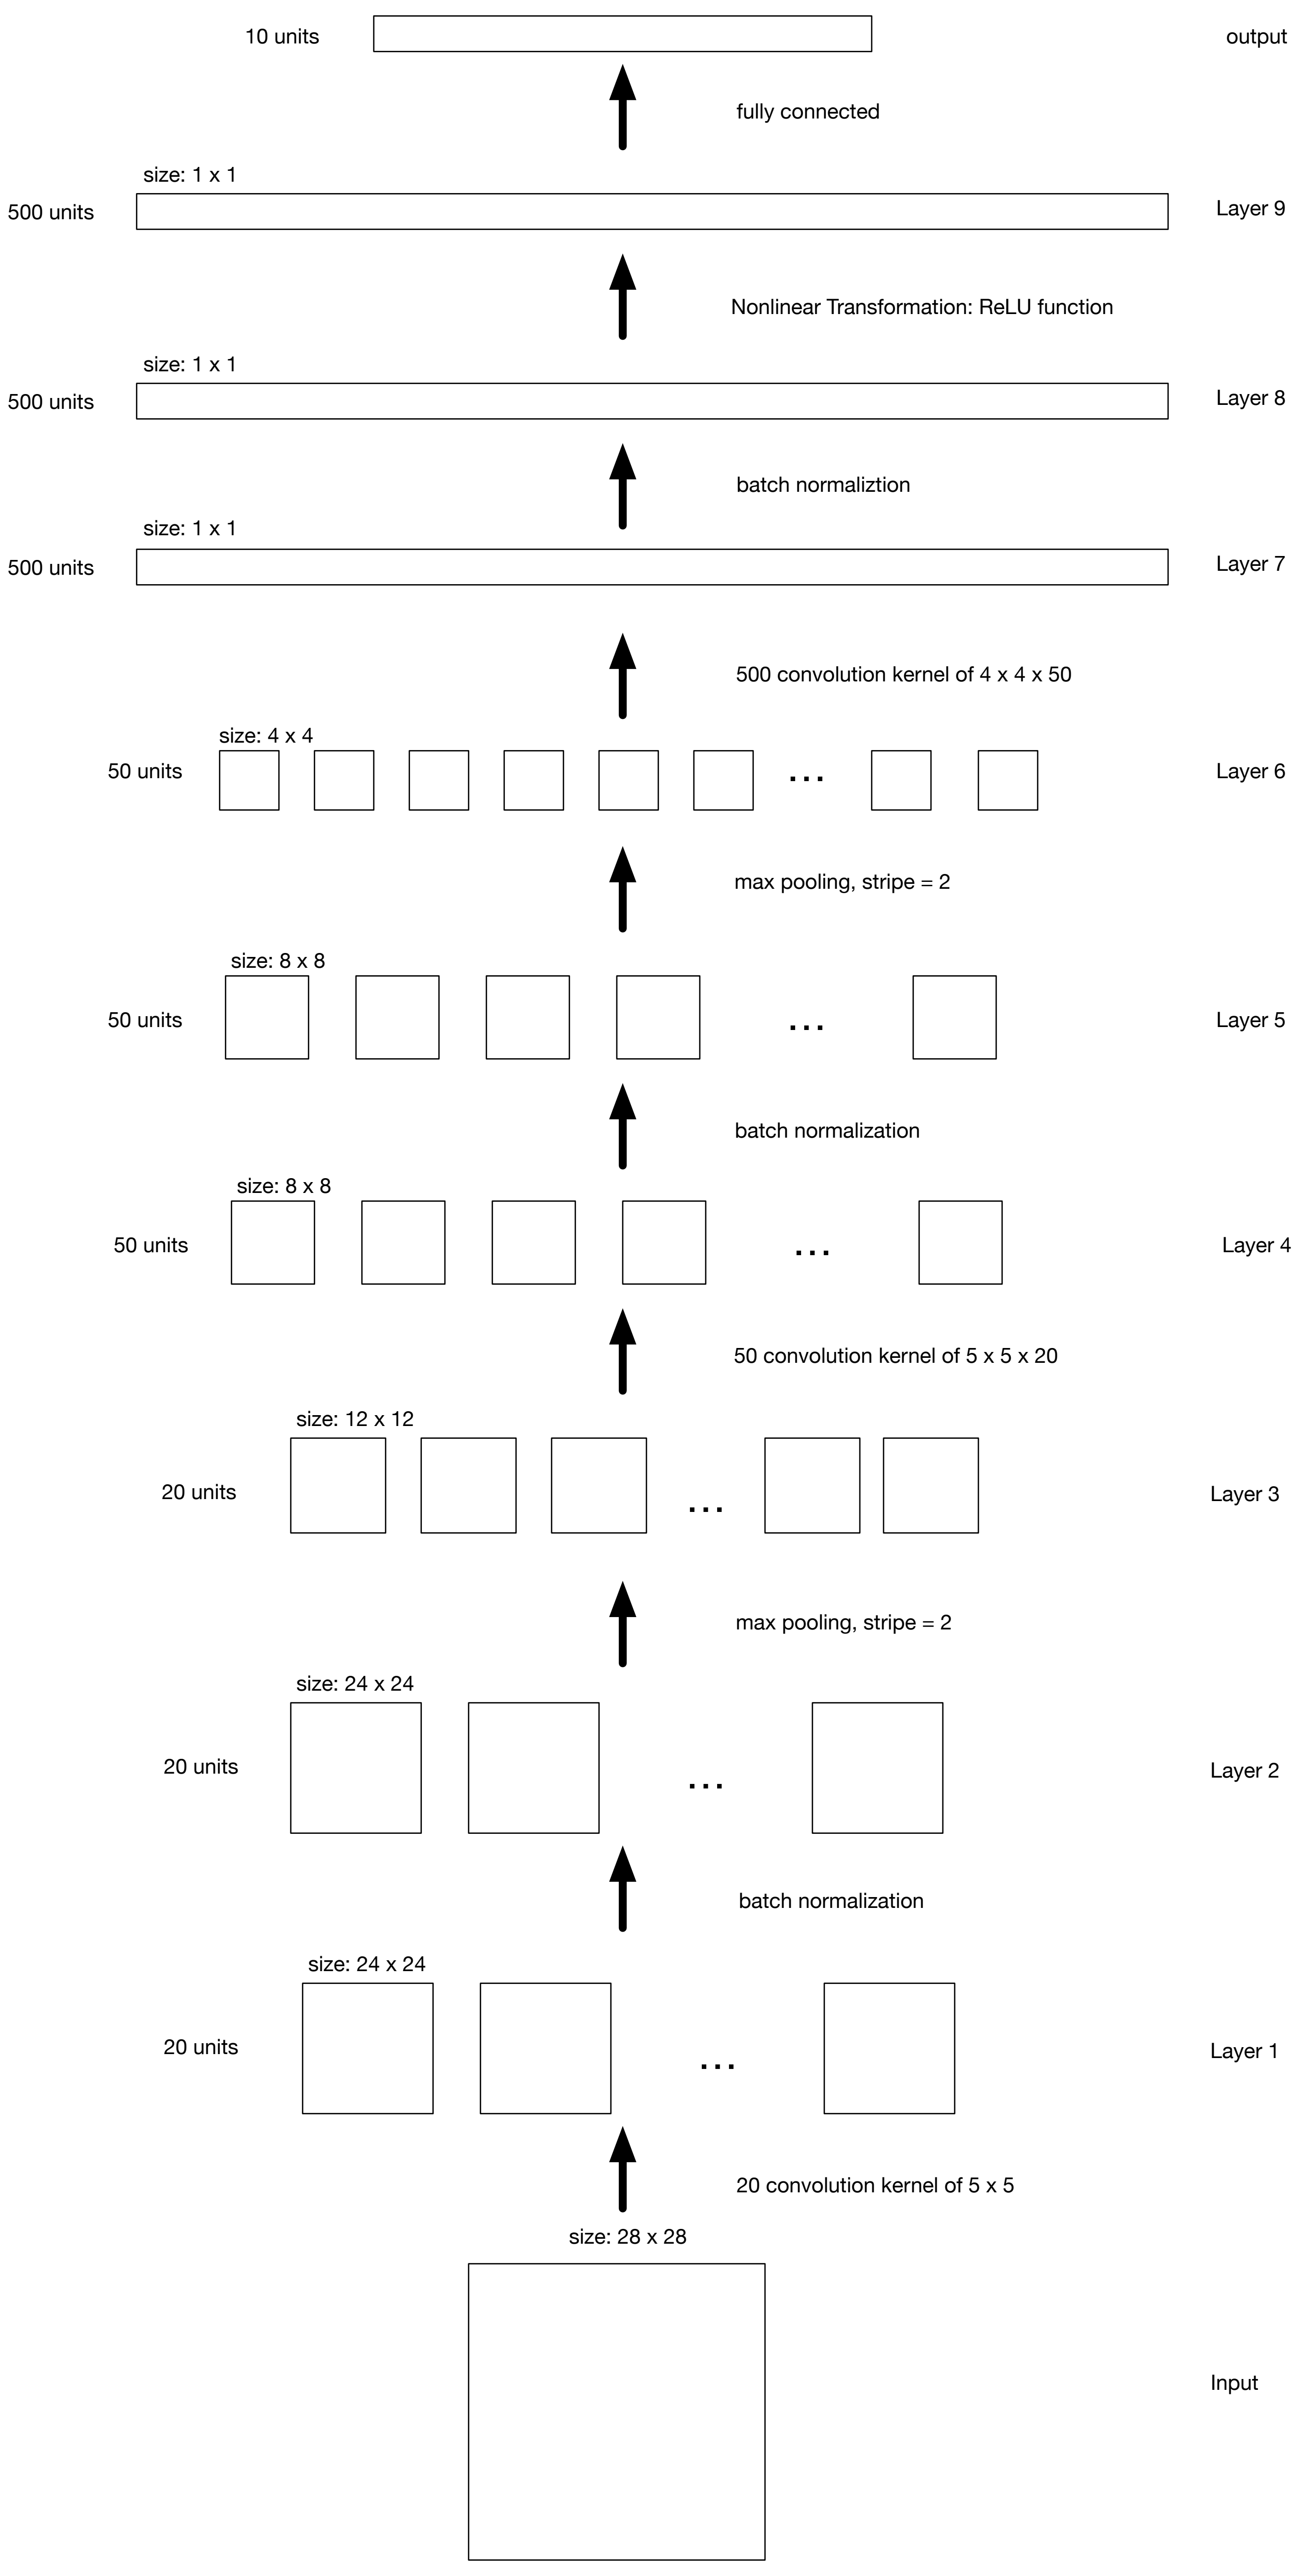 10 units
output
fully connected
size: 1 x 1
500 units
Layer 9
Nonlinear Transformation: ReLU function
size: 1 x 1
500 units
Layer 8
batch normaliztion
size: 1 x 1
500 units
Layer 7
500 convolution kernel of 4 x 4 x 50
size: 4 x 4
50 units
...
Layer 6
max pooling, stripe = 2
size: 8 x 8
50 units
...
Layer 5
batch normalization
size: 8 x 8
50 units
...
Layer 4
50 convolution kernel of 5 x 5 x 20
size: 12 x 12
20 units
...
Layer 3
max pooling, stripe = 2
size: 24 x 24
20 units
...
Layer 2
batch normalization
size: 24 x 24
20 units
...
Layer 1
20 convolution kernel of 5 x 5
size: 28 x 28
Input